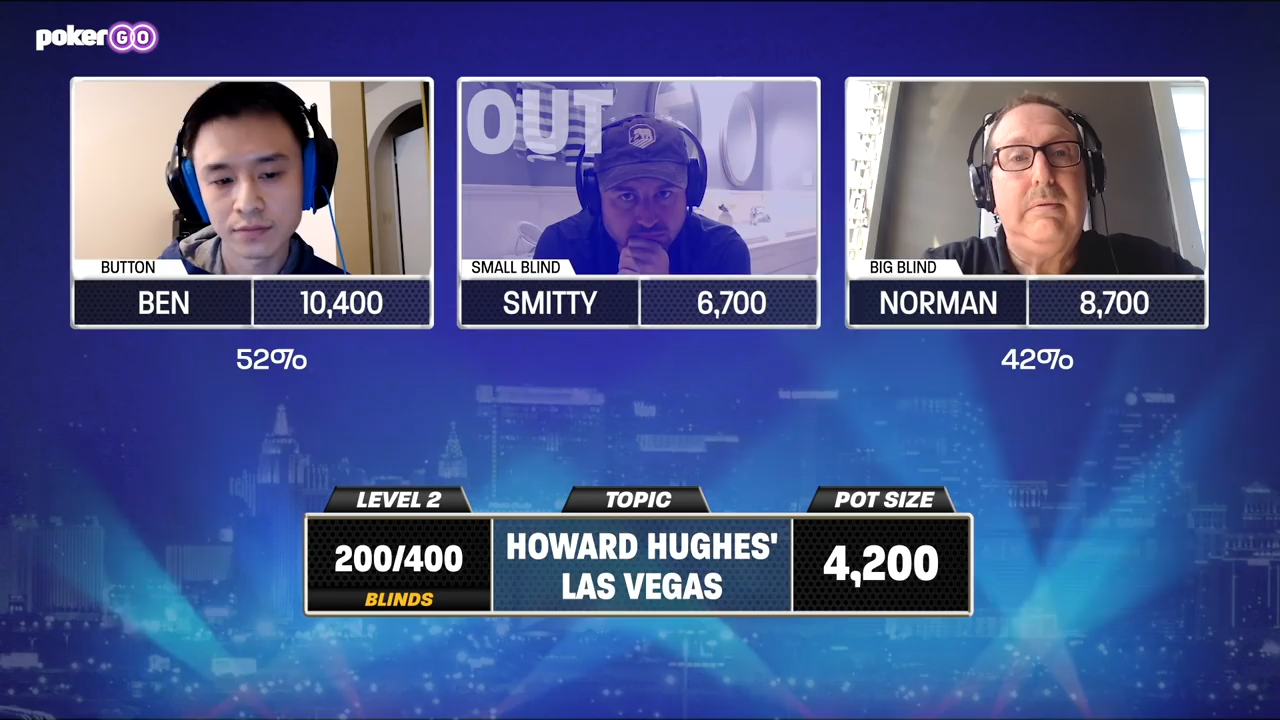 pokerGO
OUT
BUTTON
BEN 10,400
SMALL BLIND
SMITTY 6,700
BIG BLIND
NORMAN 8,700
52%
42%
LEVEL 2
200/400
BLINDS
TOPIC
HOWARD HUGHES'
LAS VEGAS
POT SIZE
4,200